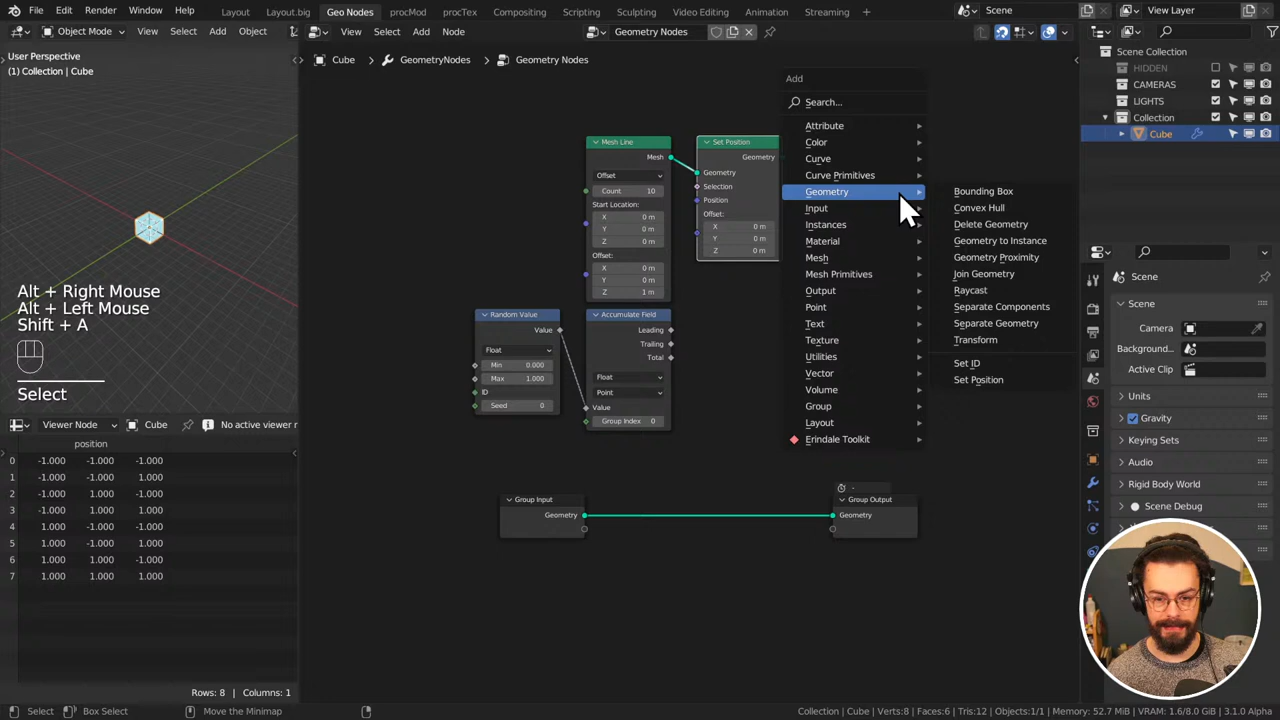 File Edit Render Window Help Layout Layout.big Geo Nodes procMod procTex Compositing Scripting Sculpting Video Editing Animation Streaming + Scene View Layer
Object Mode View Select Add Object
View Select Add Node Geometry Nodes
User Perspective
(1) Collection | Cube
Cube > GeometryNodes > Geometry Nodes
Scene Collection
HIDDEN
CAMERAS
LIGHTS
Collection
Cube
Add
Search...
Attribute
Color
Curve
Curve Primitives
Geometry
Input
Instances
Material
Mesh
Mesh Primitives
Output
Point
Text
Texture
Utilities
Vector
Volume
Group
Layout
Erindale Toolkit
Bounding Box
Convex Hull
Delete Geometry
Geometry to Instance
Geometry Proximity
Join Geometry
Raycast
Separate Components
Separate Geometry
Transform
Set ID
Set Position
Mesh Line
Mesh
Offset
Count 10
Start Location:
X 0 m
Y 0 m
Z 0 m
Offset:
X 0 m
Y 0 m
Z 1 m
Set Position
Geometry
Geometry
Selection
Position
Offset:
X 0 m
Y 0 m
Z 0 m
Random Value
Value
Float
Min 0.000
Max 1.000
ID
Seed 0
Accumulate Field
Leading
Trailing
Total
Float
Point
Value
Group Index 0
Group Input
Geometry
-
Group Output
Geometry
Alt + Right Mouse
Alt + Left Mouse
Shift + A
Select
Viewer Node Cube No active viewer n
position
0 -1.000 -1.000 -1.000
1 -1.000 -1.000 1.000
2 -1.000 1.000 -1.000
3 -1.000 1.000 1.000
4 1.000 -1.000 -1.000
5 1.000 -1.000 1.000
6 1.000 1.000 -1.000
7 1.000 1.000 1.000
Rows: 8 | Columns: 1
Scene
Scene
Camera
Background...
Active Clip
Units
Gravity
Keying Sets
Audio
Rigid Body World
Scene Debug
Select Box Select Move the Minimap Collection | Cube | Verts:8 | Faces:6 | Tris:12 | Objects:1/1 | Memory: 52.7 MiB | VRAM: 1.6/8.0 GiB | 3.1.0 Alpha